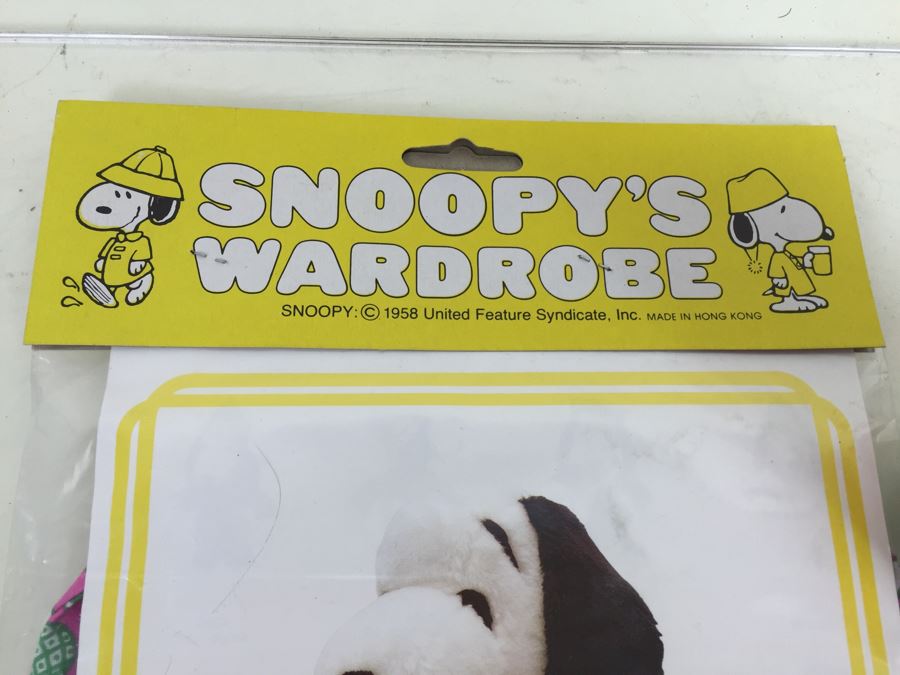 SNOOPY'S
WARDROBE
SNOOPY: © 1958 United Feature Syndicate, Inc. MADE IN HONG KONG